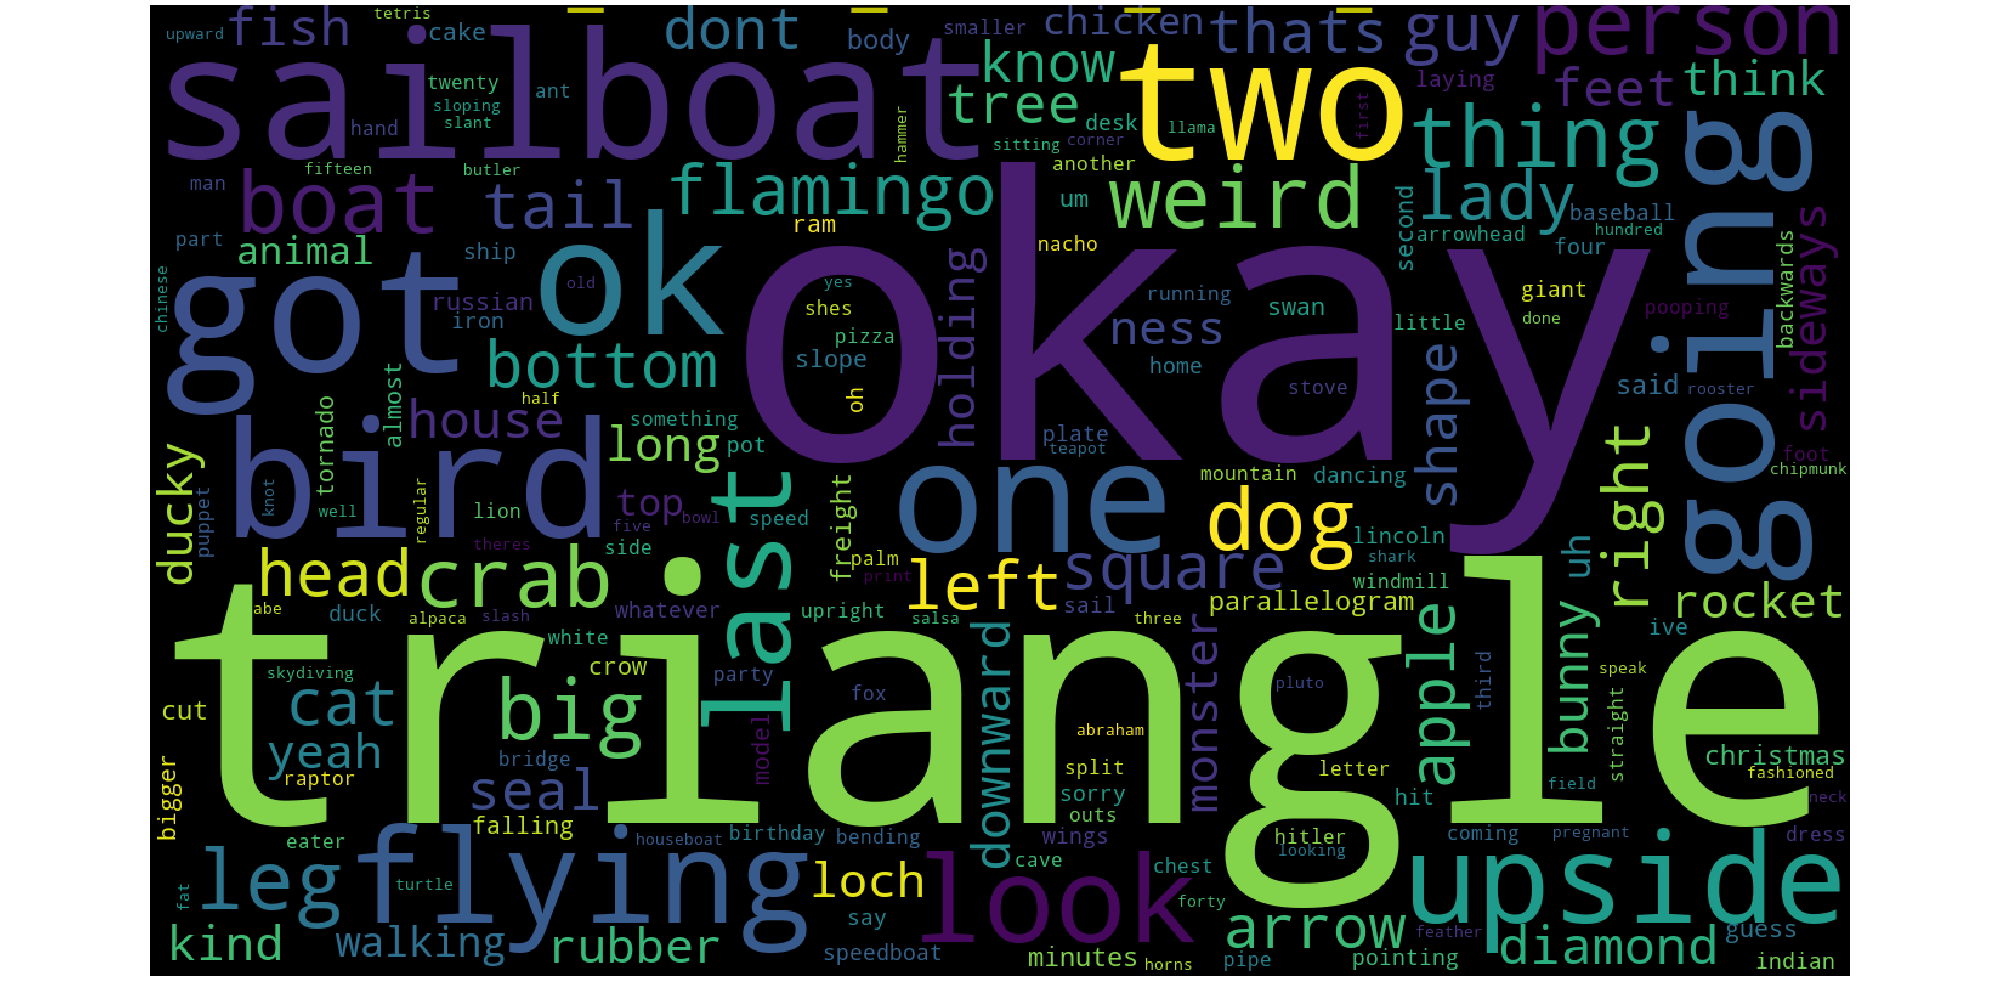 upward
fish
tetris
cake
dont
body
smaller
chicken
thats
guy
person
sailboat
twenty
sloping
slant
ant
hand
hammer
know
tree
desk
two
llama
first
laying
feet
think
sitting
corner
another
thing
fifteen
butler
man
boat
tail
flamingo
um
weird
second
lady
baseball
hundred
going
part
animal
ship
ram
nacho
arrowhead
four
sideways
backwards
chinese
got
russian
iron
ok
old
okay
yes
shes
pizza
slope
holding
running
ness
home
swan
stove
little
giant
done
pooping
said
rooster
bottom
half
almost
tornado
house
something
oh
long
pot
plate
teapot
shape
right
foot
chipmunk
ducky
puppet
bird
knot
well
regular
lion
theres
top
five
bowl
side
last
speed
freight
one
mountain
dancing
dog
lincoln
shark
windmill
uh
head
crab
palm
print
left
square
sail
parallelogram
rocket
abe
duck
alpaca
slash
whatever
upright
salsa
three
triangle
white
downward
monster
apple
bunny
ive
skydiving
crow
party
fox
pluto
third
speak
straight
cut
cat
big
yeah
raptor
model
abraham
bridge
split
letter
christmas
fashioned
field
neck
bigger
seal
falling
sorry
outs
hit
eater
houseboat
birthday
bending
wings
hitler
looking
coming
pregnant
dress
fat
leg
turtle
flying
loch
cave
look
chest
forty
upside
kind
walking
rubber
say
speedboat
minutes
horns
arrow
pipe
pointing
feather
diamond
guess
indian